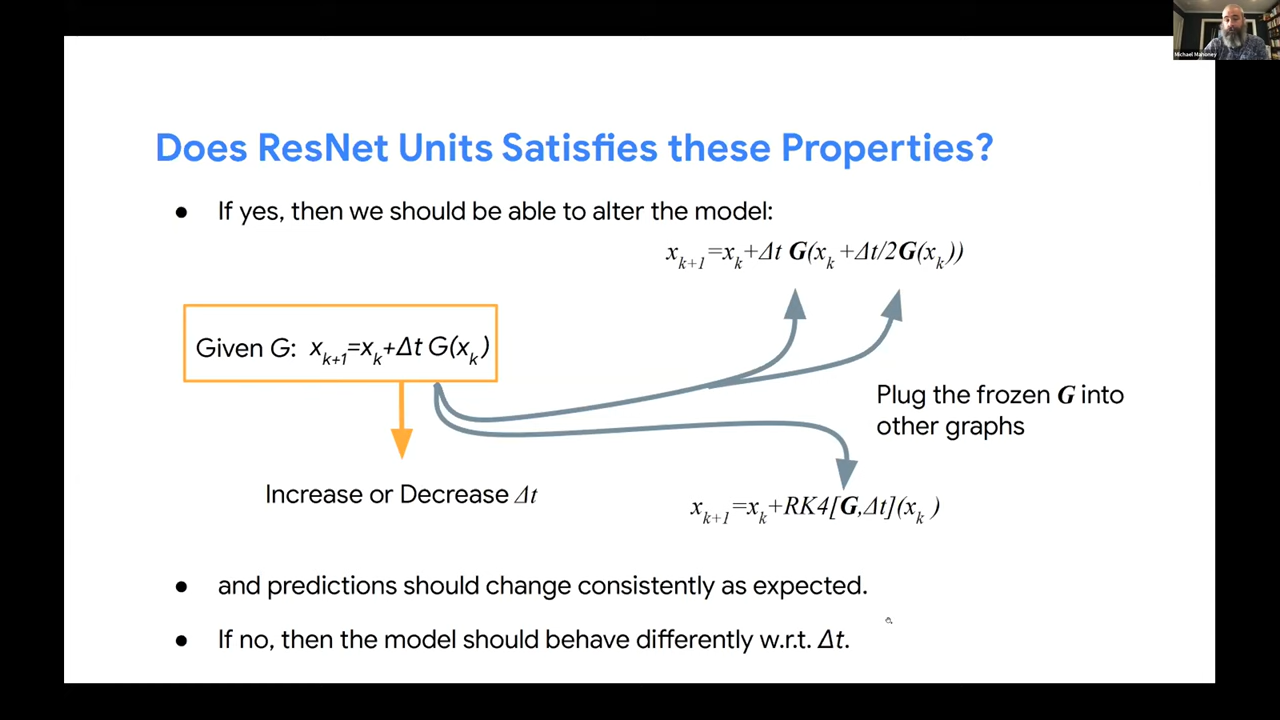 Michael Mahoney
Does ResNet Units Satisfies these Properties?
● If yes, then we should be able to alter the model:
x_{k+1}=x_k+Δt G(x_k+Δt/2G(x_k))
Given G: x_{k+1}=x_k+Δt G(x_k)
Plug the frozen G into
other graphs
Increase or Decrease Δt
x_{k+1}=x_k+RK4[G,Δt](x_k )
● and predictions should change consistently as expected.
● If no, then the model should behave differently w.r.t. Δt.